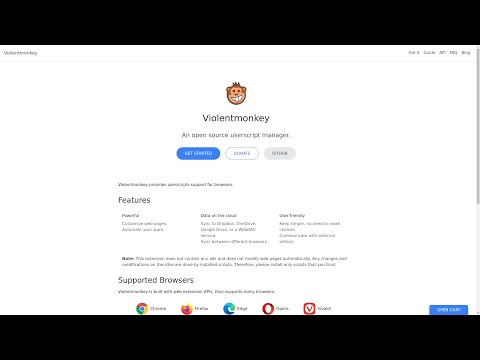 Violentmonkey
Get it Guide API FAQ Blog
Violentmonkey
An open source userscript manager.
GET STARTED DONATE GITHUB
Violentmonkey provides userscripts support for browsers.
Features
Powerful
Customize web pages.
Automate your work.
Data on the cloud
Sync to Dropbox, OneDrive,
Google Drive, or a WebDAV
service.
Sync between different browsers.
User-friendly
Keep simple, no need to make
choices.
Communicate with external
editors.
Note: This extension does not contain any ads and does not modify web pages automatically. Any changes and
modifications on the sites are done by installed scripts. Therefore, please install only scripts that you trust.
Supported Browsers
Violentmonkey is built with web extension APIs, thus supports many browsers.
Chrome Firefox Edge Opera Vivaldi
OPEN CHAT